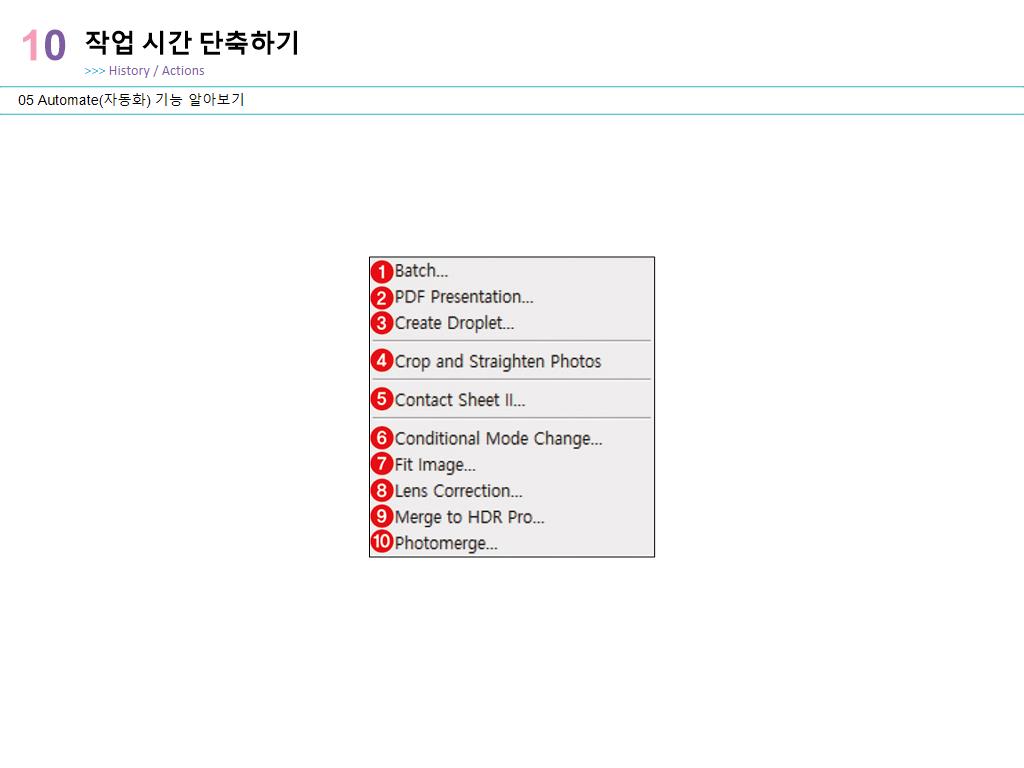 10 작업 시간 단축하기
>>> History / Actions
05 Automate(자동화) 기능 알아보기
1 Batch...
2 PDF Presentation...
3 Create Droplet...
4 Crop and Straighten Photos
5 Contact Sheet II...
6 Conditional Mode Change...
7 Fit Image...
8 Lens Correction...
9 Merge to HDR Pro...
10 Photomerge...